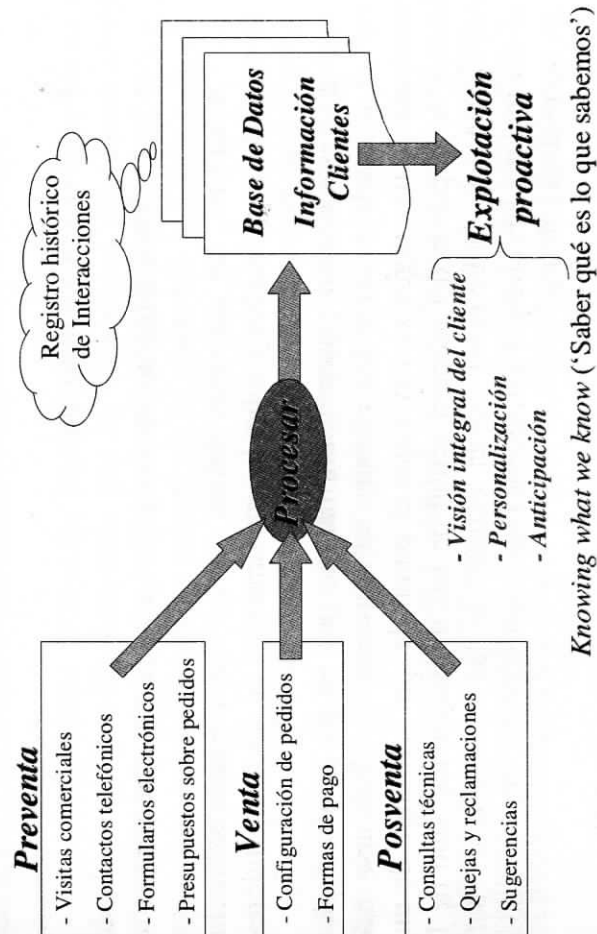 Preventa
- Visitas comerciales
- Contactos telefónicos
- Formularios electrónicos
- Presupuestos sobre pedidos
Venta
- Configuración de pedidos
- Formas de pago
Posventa
- Consultas técnicas
- Quejas y reclamaciones
- Sugerencias
Procesar
Registro histórico
de Interacciones
Base de Datos
Información
Clientes
Explotación
proactiva
- Visión integral del cliente
- Personalización
- Anticipación
Knowing what we know (‘Saber qué es lo que sabemos’)